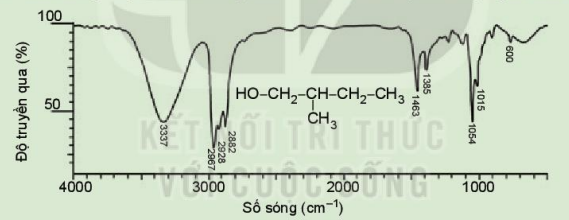 100
50
Độ truyền qua (%)
3337
2967
2928
2882
HO–CH₂–CH–CH₂–CH₃
CH₃
1463
1385
1054
1015
600
KẾT NỐI TRI THỨC
VỚI CUỘC SỐNG
4000 3000 2000 1000
Số sóng (cm⁻¹)